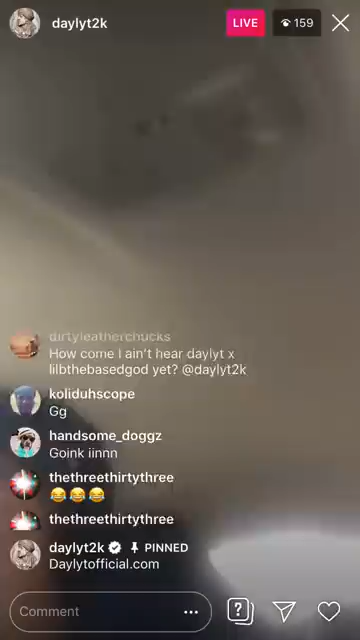 daylyt2k
LIVE
159
dirtyleatherchucks
How come I ain't hear daylyt x
lilbthebasedgod yet? @daylyt2k
koliduhscope
Gg
handsome_doggz
Goink iinnn
thethreethirtythree
😂😂😂
thethreethirtythree
daylyt2k PINNED
Daylytofficial.com
Comment